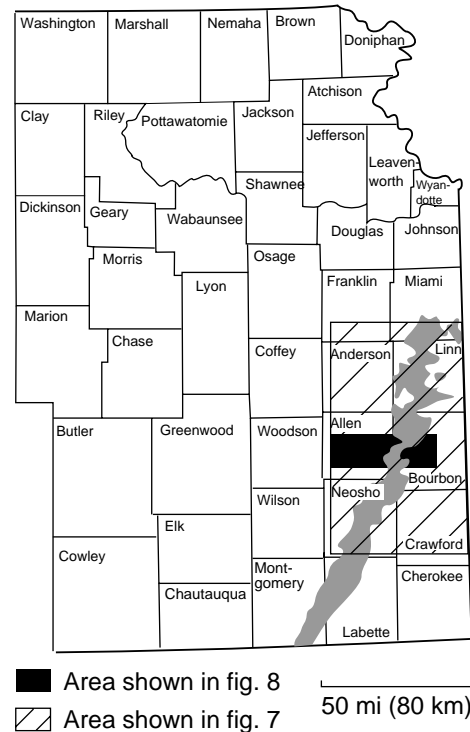 Washington
Marshall
Nemaha
Brown
Doniphan
Atchison
Clay
Riley
Pottawatomie
Jackson
Jefferson
Leaven-
worth
Wyan-
dotte
Shawnee
Dickinson
Geary
Wabaunsee
Douglas
Johnson
Morris
Osage
Lyon
Franklin
Miami
Marion
Chase
Coffey
Anderson
Linn
Butler
Greenwood
Woodson
Allen
Bourbon
Wilson
Neosho
Elk
Crawford
Cowley
Mont-
gomery
Cherokee
Chautauqua
Labette
Area shown in fig. 8
Area shown in fig. 7
50 mi (80 km)